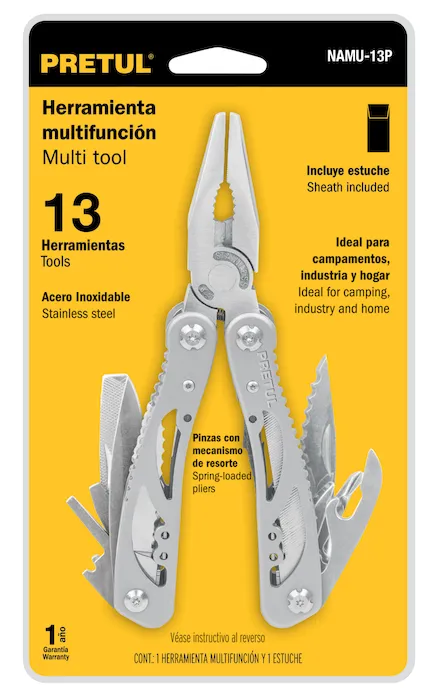 PRETUL®
NAMU-13P
Herramienta
multifunción
Multi tool
13
Herramientas
Tools
Acero Inoxidable
Stainless steel
Incluye estuche
Sheath included
Ideal para
campamentos,
industria y hogar
Ideal for camping,
industry and home
PRETUL
Pinzas con
mecanismo
de resorte
Spring-loaded
pliers
1 año
Garantía
Warranty
Véase instructivo al reverso
CONT.: 1 HERRAMIENTA MULTIFUNCIÓN Y 1 ESTUCHE